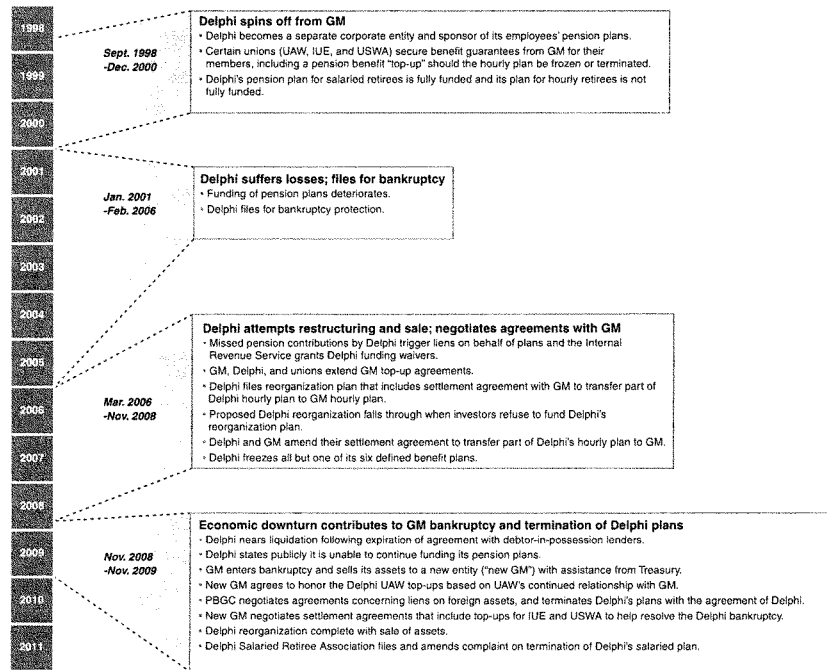 1998
1999
2000
2001
2002
2003
2004
2005
2006
2007
2008
2009
2010
2011
Sept. 1998
-Dec. 2000
Delphi spins off from GM
• Delphi becomes a separate corporate entity and sponsor of its employees' pension plans.
• Certain unions (UAW, IUE, and USWA) secure benefit guarantees from GM for their
members, including a pension benefit "top-up" should the hourly plan be frozen or terminated.
• Delphi's pension plan for salaried retirees is fully funded and its plan for hourly retirees is not
fully funded.
Jan. 2001
-Feb. 2006
Delphi suffers losses; files for bankruptcy
• Funding of pension plans deteriorates.
• Delphi files for bankruptcy protection.
Mar. 2006
-Nov. 2008
Delphi attempts restructuring and sale; negotiates agreements with GM
• Missed pension contributions by Delphi trigger liens on behalf of plans and the Internal
Revenue Service grants Delphi funding waivers.
• GM, Delphi, and unions extend GM top-up agreements.
• Delphi files reorganization plan that includes settlement agreement with GM to transfer part of
Delphi hourly plan to GM hourly plan.
• Proposed Delphi reorganization falls through when investors refuse to fund Delphi's
reorganization plan.
• Delphi and GM amend their settlement agreement to transfer part of Delphi's hourly plan to GM.
• Delphi freezes all but one of its six defined benefit plans.
Nov. 2008
-Nov. 2009
Economic downturn contributes to GM bankruptcy and termination of Delphi plans
• Delphi nears liquidation following expiration of agreement with debtor-in-possession lenders.
• Delphi states publicly it is unable to continue funding its pension plans.
• GM enters bankruptcy and sells its assets to a new entity ("new GM") with assistance from Treasury.
• New GM agrees to honor the Delphi UAW top-ups based on UAW's continued relationship with GM.
• PBGC negotiates agreements concerning liens on foreign assets, and terminates Delphi's plans with the agreement of Delphi.
• New GM negotiates settlement agreements that include top-ups for IUE and USWA to help resolve the Delphi bankruptcy.
• Delphi reorganization complete with sale of assets.
• Delphi Salaried Retiree Association files and amends complaint on termination of Delphi's salaried plan.